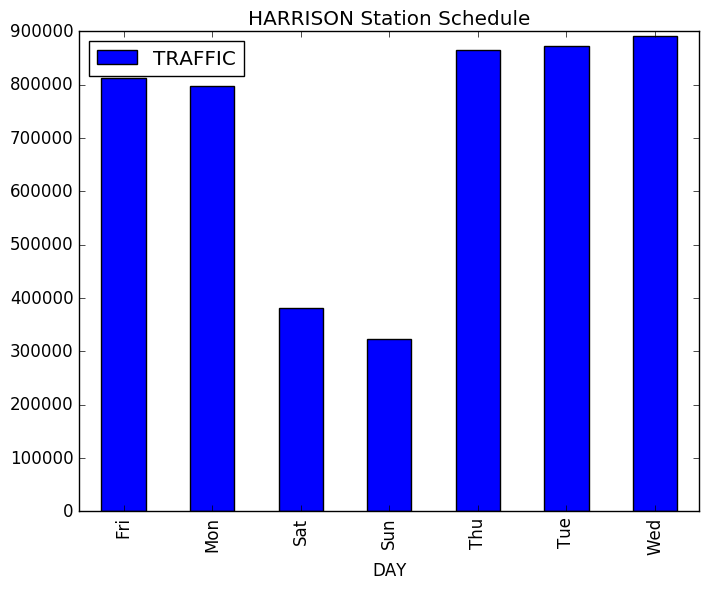 HARRISON Station Schedule
900000
800000
700000
600000
500000
400000
300000
200000
100000
0
TRAFFIC
Fri
Mon
Sat
Sun
Thu
Tue
Wed
DAY